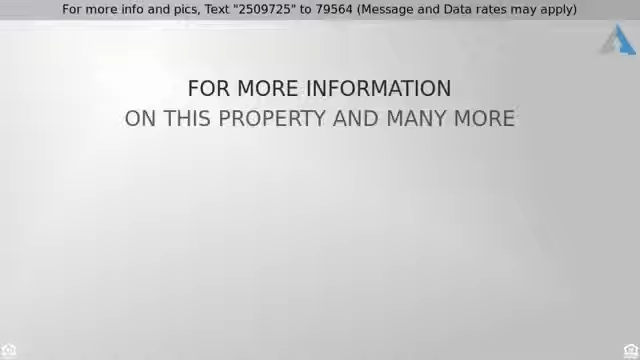 For more info and pics, Text "2509725" to 79564 (Message and Data rates may apply)
FOR MORE INFORMATION
ON THIS PROPERTY AND MANY MORE